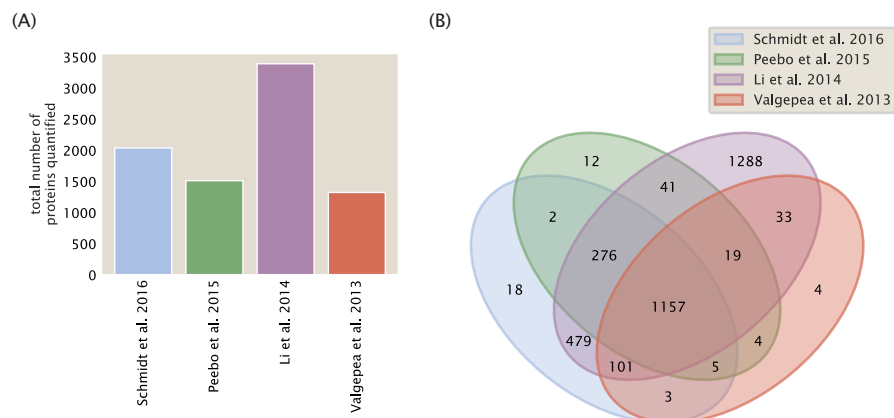 (A)
total number of
proteins quantified
3500
3000
2500
2000
1500
1000
500
0
Schmidt et al. 2016
Peebo et al. 2015
Li et al. 2014
Valgepea et al. 2013
(B)
Schmidt et al. 2016
Peebo et al. 2015
Li et al. 2014
Valgepea et al. 2013
12
1288
41
2
33
276
19
18
4
1157
479
4
101
5
3